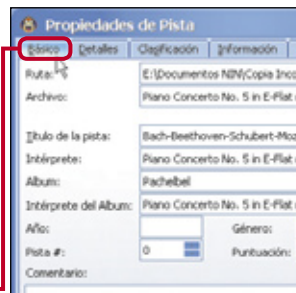 Propiedades de Pista
Básico Detalles Clasificación Información
Ruta: E:\Documentos NIN\Copia Inco
Archivo: Piano Concerto No. 5 in E-Flat
Título de la pista: Bach-Beethoven-Schubert-Moz
Intérprete: Piano Concerto No. 5 in E-Flat
Album: Pachelbel
Intérprete del Album: Piano Concerto No. 5 in E-Flat
Año: Género:
Pista #: 0 Puntuación:
Comentario: